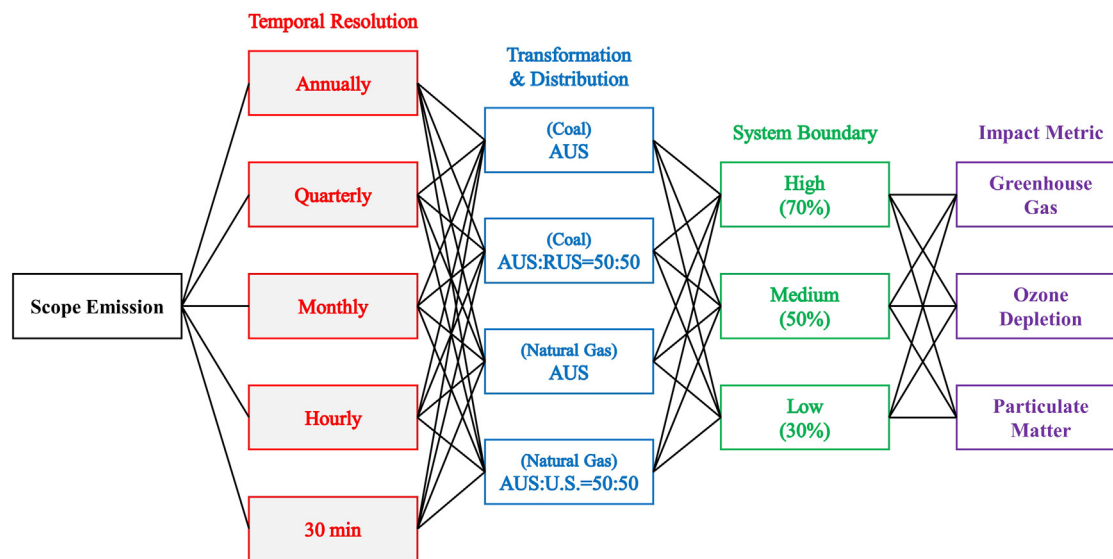 Temporal Resolution
Annually
Quarterly
Monthly
Hourly
30 min
Scope Emission
Transformation
& Distribution
(Coal)
AUS
(Coal)
AUS:RUS=50:50
(Natural Gas)
AUS
(Natural Gas)
AUS:U.S.=50:50
System Boundary
High
(70%)
Medium
(50%)
Low
(30%)
Impact Metric
Greenhouse
Gas
Ozone
Depletion
Particulate
Matter